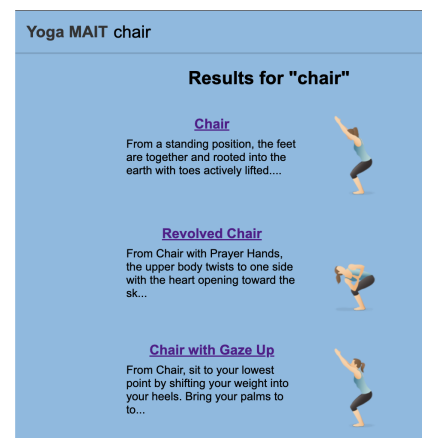 Yoga MAIT chair
Results for "chair"
Chair
From a standing position, the feet
are together and rooted into the
earth with toes actively lifted....
Revolved Chair
From Chair with Prayer Hands,
the upper body twists to one side
with the heart opening toward the
sk...
Chair with Gaze Up
From Chair, sit to your lowest
point by shifting your weight into
your heels. Bring your palms to
to...